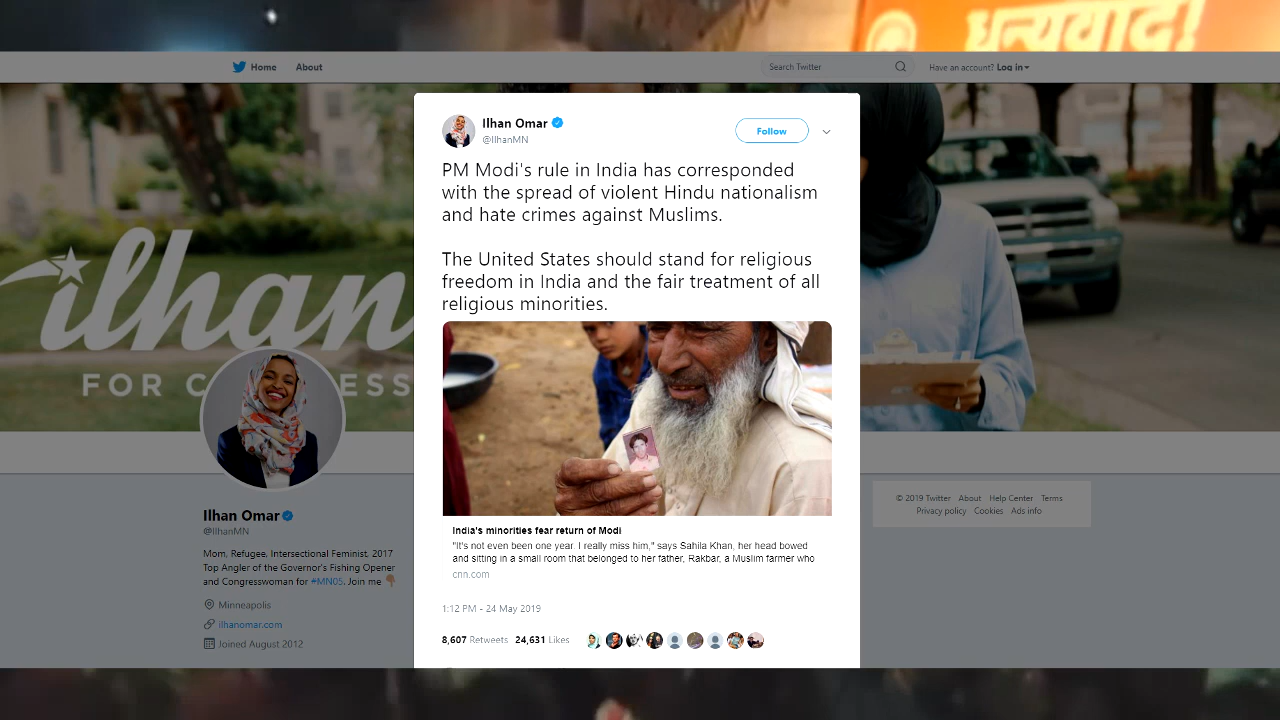 धन्यवाद!
Home About
Search Twitter
Have an account? Log in
Ilhan Omar
@IlhanMN
Follow
PM Modi's rule in India has corresponded
with the spread of violent Hindu nationalism
and hate crimes against Muslims.
The United States should stand for religious
freedom in India and the fair treatment of all
religious minorities.
ilhan
FOR C ESS
India's minorities fear return of Modi
"It's not even been one year. I really miss him," says Sahila Khan, her head bowed
and sitting in a small room that belonged to her father, Rakbar, a Muslim farmer who
cnn.com
1:12 PM - 24 May 2019
8,607 Retweets 24,631 Likes
Ilhan Omar
@IlhanMN
Mom, Refugee, Intersectional Feminist, 2017
Top Angler of the Governor's Fishing Opener
and Congresswoman for #MN05. Join me
Minneapolis
ilhanomar.com
Joined August 2012
© 2019 Twitter About Help Center Terms
Privacy policy Cookies Ads info